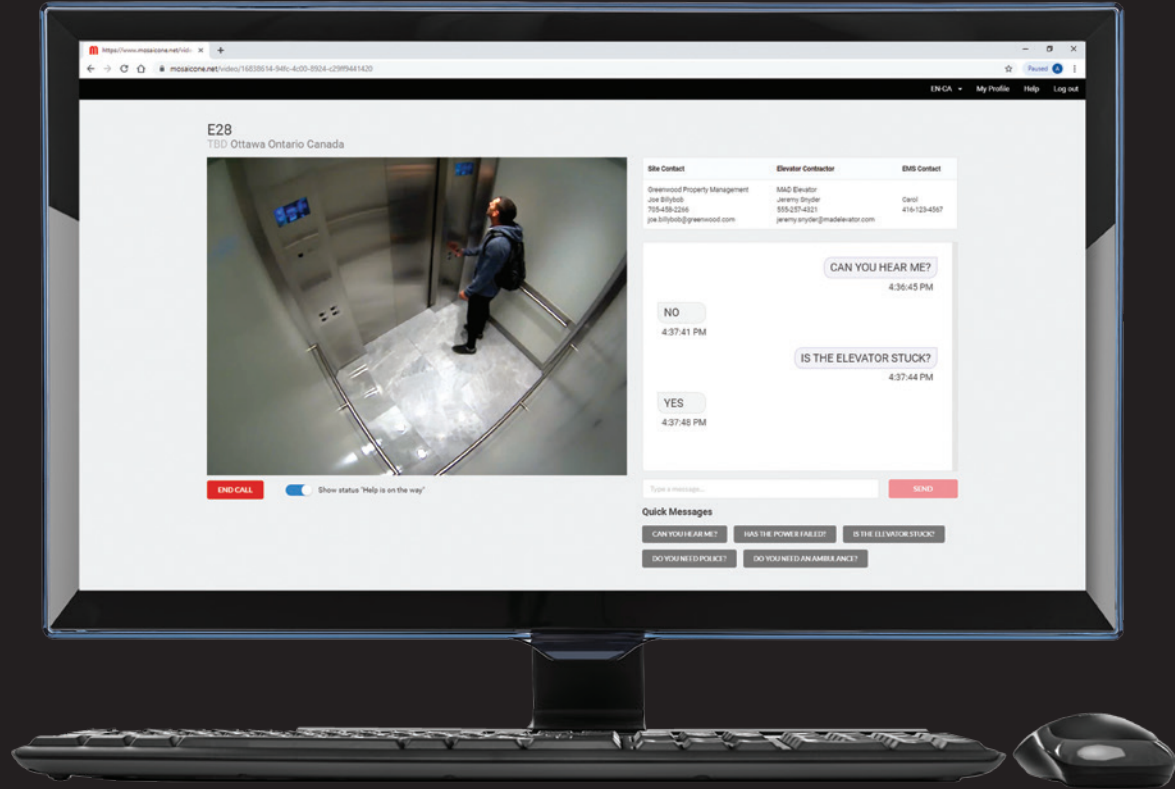 https://www.mosaicone.net/vid
mosaicone.net/video/16838614-94fc-4c00-8924-c29f9441420
Paused
EN-CA My Profile Help Log out
E28
TBD Ottawa Ontario Canada
Site Contact Elevator Contractor EMS Contact
Greenwood Property Management MAD Elevator
Joe Billybob Jeremy Snyder Carol
705-458-2266 555-257-4321 416-123-4567
joe.billybob@greenwood.com jeremy.snyder@madelevator.com
CAN YOU HEAR ME?
4:36:45 PM
NO
4:37:41 PM
IS THE ELEVATOR STUCK?
4:37:44 PM
YES
4:37:48 PM
END CALL Show status "Help is on the way"
Type a message... SEND
Quick Messages
CAN YOU HEAR ME? HAS THE POWER FAILED? IS THE ELEVATOR STUCK?
DO YOU NEED POLICE? DO YOU NEED AN AMBULANCE?